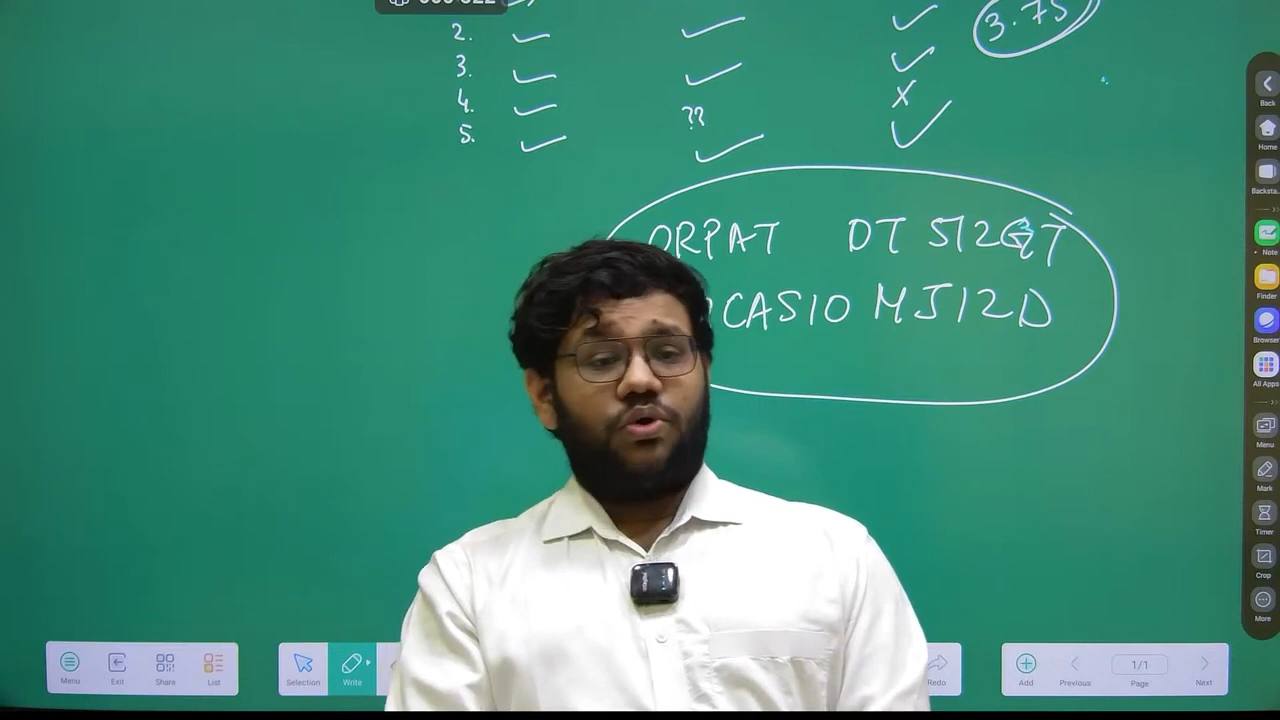 2. ✓ ✓ ✓ 3.75
3. ✓ ✓ ✓
4. ✓ ?? x
5. ✓ ✓ ✓
ORPAT DT 512GT
CASIO MJ12D
Back
Home
Note
Finder
Browser
All Apps
Menu
Mark
Timer
Crop
More
Menu Exit Share List Selection Write Redo Add Previous 1/1 Page Next